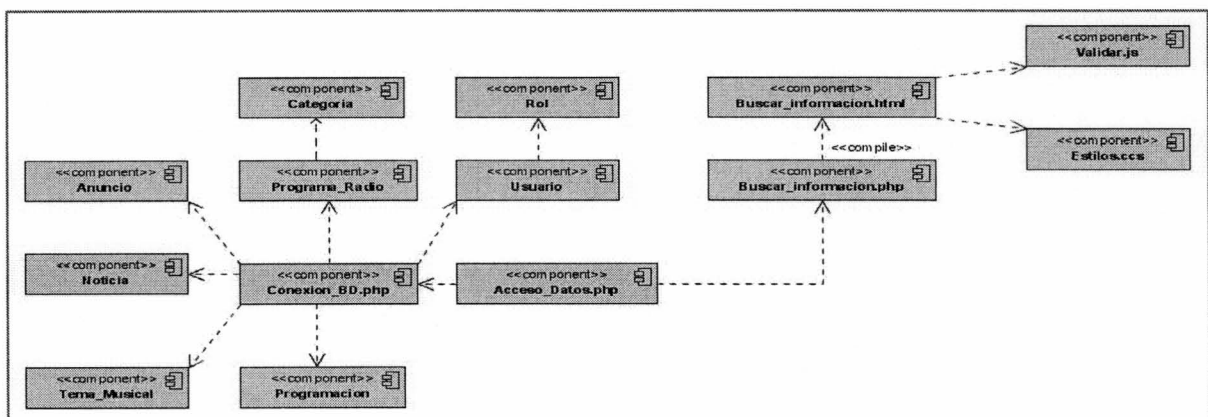 <<component>>
Validar.js
<<component>>
Categoria
<<component>>
Rol
<<component>>
Buscar_informacion.html
<<compile>>
<<component>>
Estilos.ccs
<<component>>
Anuncio
<<component>>
Programa_Radio
<<component>>
Usuario
<<component>>
Buscar_informacion.php
<<component>>
Noticia
<<component>>
Conexion_BD.php
<<component>>
Acceso_Datos.php
<<component>>
Tema_Musical
<<component>>
Programacion